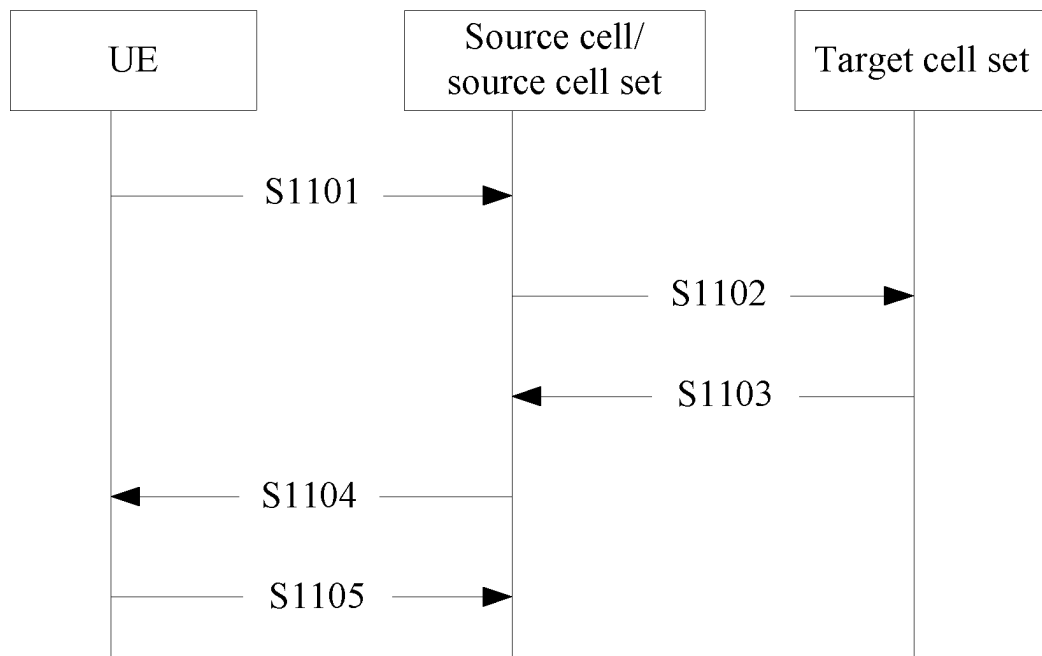 UE
Source cell/
source cell set
Target cell set
S1101
S1102
S1103
S1104
S1105